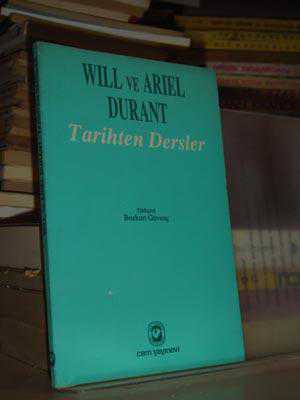 WILL VE ARIEL
DURANT
Tarihten Dersler
Türkçesi
Bozkurt Güvenç
cem yayınevi